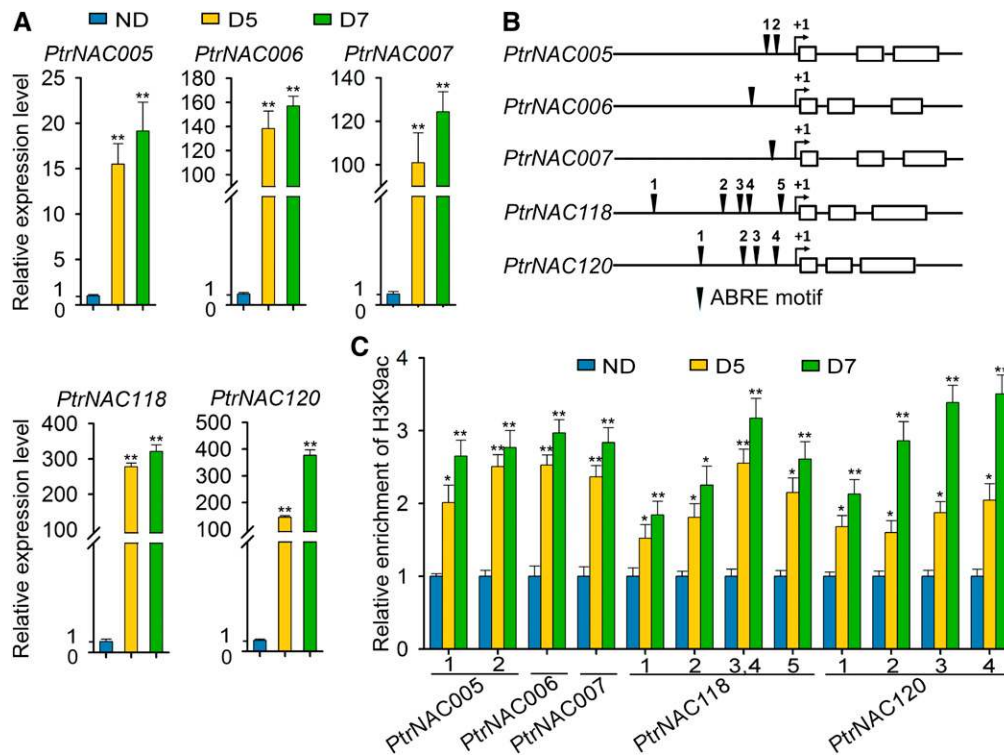 A
ND D5 D7
PtrNAC005 PtrNAC006 PtrNAC007
Relative expression level
25
20
15
10
1
0
** **
180
160
140
120
100
1
0
** **
140
120
100
1
0
** **
PtrNAC118 PtrNAC120
Relative expression level
400
300
200
100
1
0
** **
500
400
300
200
100
1
0
** **
B
PtrNAC005 1 2 +1
PtrNAC006 +1
PtrNAC007 +1
PtrNAC118 1 2 3 4 5 +1
PtrNAC120 1 2 3 4 +1
ABRE motif
C
ND D5 D7
Relative enrichment of H3K9ac
4
3
2
1
0
* ** ** ** ** ** ** ** * ** * * ** ** * ** * ** * ** * ** * **
1 2 1 2 3,4 5 1 2 3 4
PtrNAC005 PtrNAC006 PtrNAC007 PtrNAC118 PtrNAC120